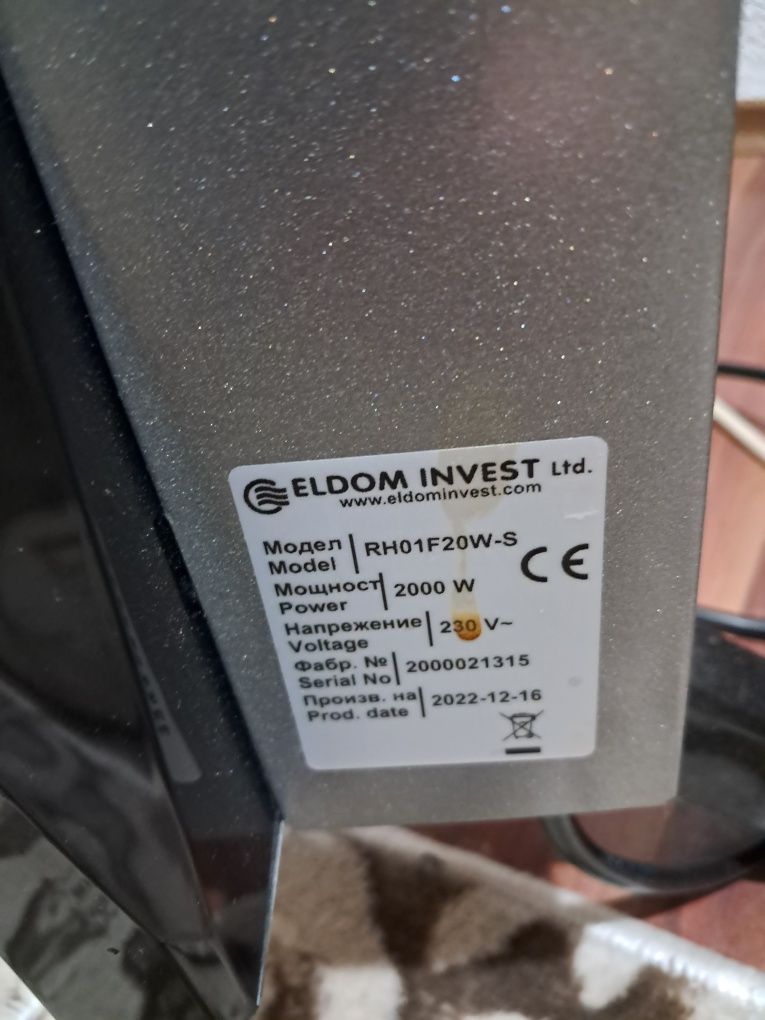 ELDOM INVEST Ltd.
www.eldominvest.com
Модел
Model
RH01F20W-S
CE
Мощност
Power
2000 W
Напрежение
Voltage
230 V~
Фабр. №
Serial No
2000021315
Произв. на
Prod. date
2022-12-16